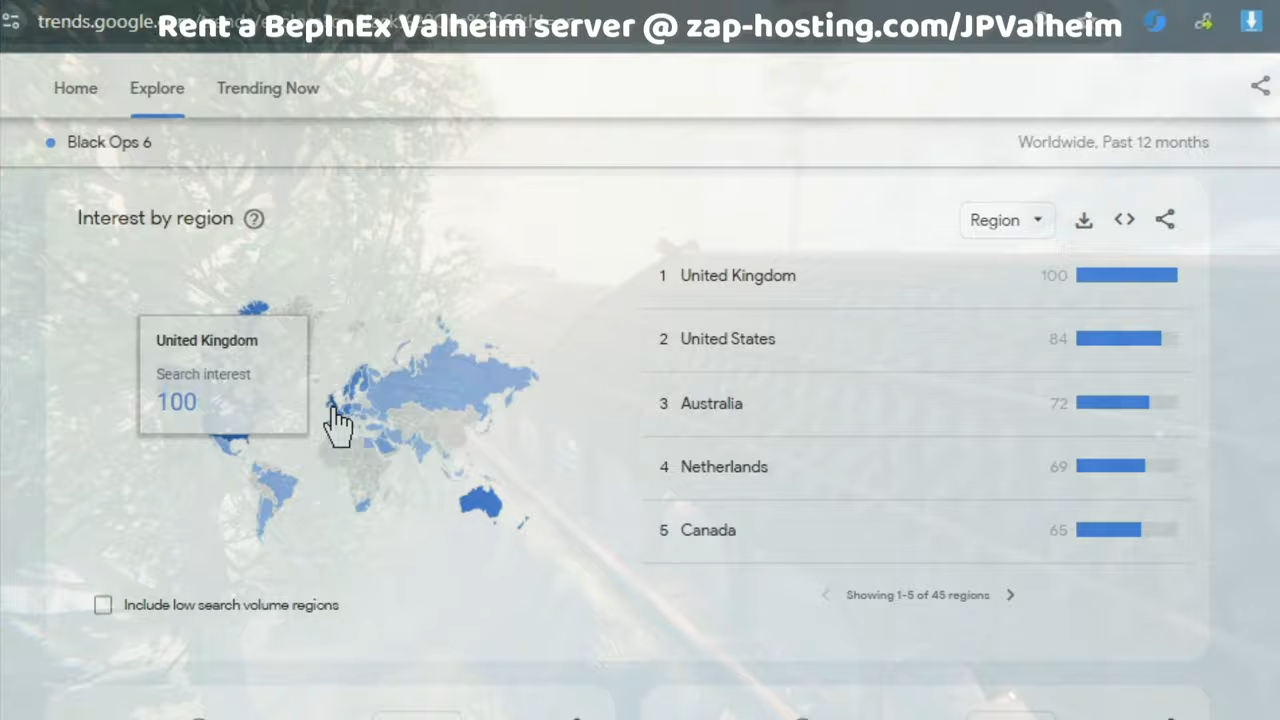 trends.google.
Rent a BepInEx Valheim server @ zap-hosting.com/JPValheim
Home Explore Trending Now
Black Ops 6 Worldwide, Past 12 months
Interest by region
Region
United Kingdom
Search interest
100
1 United Kingdom 100
2 United States 84
3 Australia 72
4 Netherlands 69
5 Canada 65
Include low search volume regions
Showing 1-5 of 45 regions